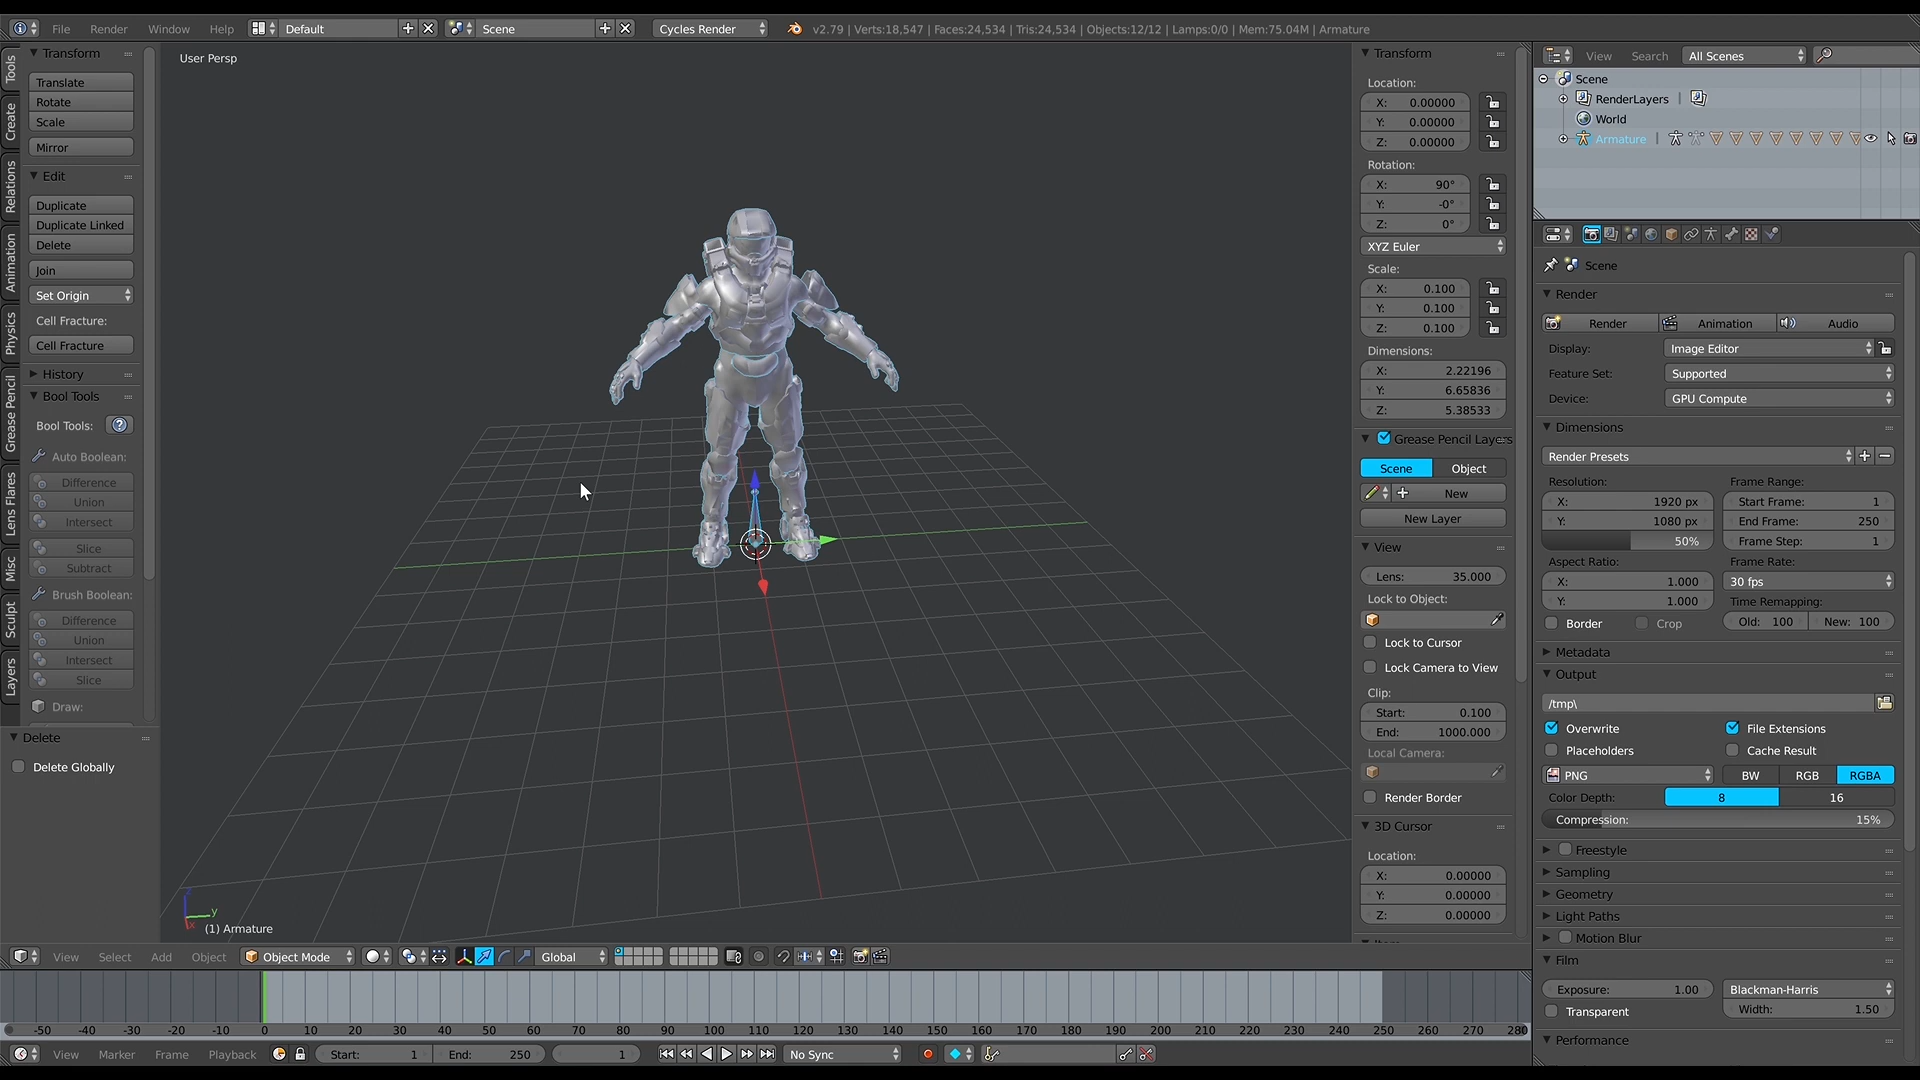 File Render Window Help Default Scene Cycles Render v2.79 | Verts:18,547 | Faces:24,534 | Tris:24,534 | Objects:12/12 | Lamps:0/0 | Mem:75.04M | Armature
Tools
Create
Relations
Animation
Physics
Grease Pencil
Lens Flares
Misc
Sculpt
Layers
Transform
Translate
Rotate
Scale
Mirror
Edit
Duplicate
Duplicate Linked
Delete
Join
Set Origin
Cell Fracture:
Cell Fracture
History
Bool Tools
Bool Tools:
Auto Boolean:
Difference
Union
Intersect
Slice
Subtract
Brush Boolean:
Difference
Union
Intersect
Slice
Draw:
Delete
Delete Globally
User Persp
z
y
x
(1) Armature
Transform
Location:
X: 0.00000
Y: 0.00000
Z: 0.00000
Rotation:
X: 90°
Y: -0°
Z: 0°
XYZ Euler
Scale:
X: 0.100
Y: 0.100
Z: 0.100
Dimensions:
X: 2.22196
Y: 6.65836
Z: 5.38533
Grease Pencil Layers
Scene Object
New
New Layer
View
Lens: 35.000
Lock to Object:
Lock to Cursor
Lock Camera to View
Clip:
Start: 0.100
End: 1000.000
Local Camera:
Render Border
3D Cursor
Location:
X: 0.00000
Y: 0.00000
Z: 0.00000
View Search All Scenes
Scene
RenderLayers
World
Armature
Scene
Render
Render Animation Audio
Display: Image Editor
Feature Set: Supported
Device: GPU Compute
Dimensions
Render Presets
Resolution: Frame Range:
X: 1920 px Start Frame: 1
Y: 1080 px End Frame: 250
50% Frame Step: 1
Aspect Ratio: Frame Rate:
X: 1.000 30 fps
Y: 1.000 Time Remapping:
Border Crop Old: 100 New: 100
Metadata
Output
/tmp\
Overwrite File Extensions
Placeholders Cache Result
PNG BW RGB RGBA
Color Depth: 8 16
Compression: 15%
Freestyle
Sampling
Geometry
Light Paths
Motion Blur
Film
Exposure: 1.00 Blackman-Harris
Transparent Width: 1.50
Performance
View Select Add Object Object Mode Global
-50 -40 -30 -20 -10 0 10 20 30 40 50 60 70 80 90 100 110 120 130 140 150 160 170 180 190 200 210 220 230 240 250 260 270 280
View Marker Frame Playback Start: 1 End: 250 1 No Sync